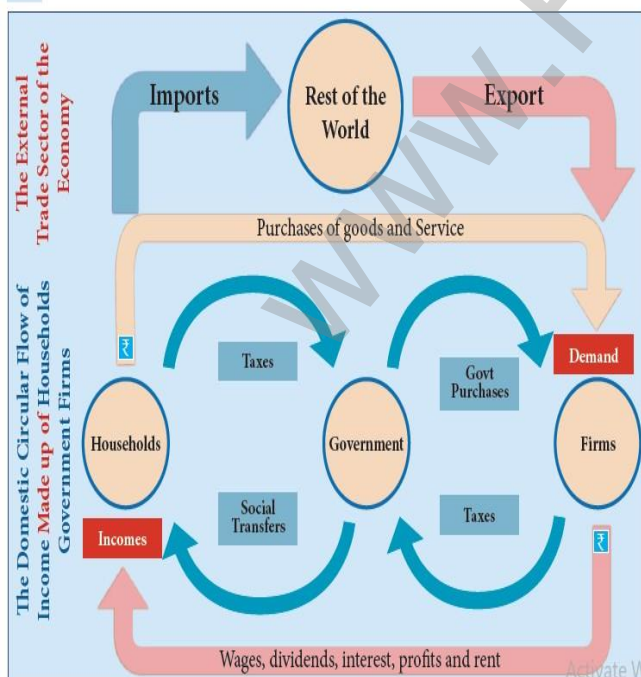 The External
Trade Sector of the
Economy
Imports
Rest of the
World
Export
Purchases of goods and Service
The Domestic Circular Flow of
Income Made up of Households
Government Firms
₹
Taxes
Govt
Purchases
Demand
Households
Government
Firms
Social
Transfers
Taxes
Incomes
₹
Wages, dividends, interest, profits and rent
www.
Activate W